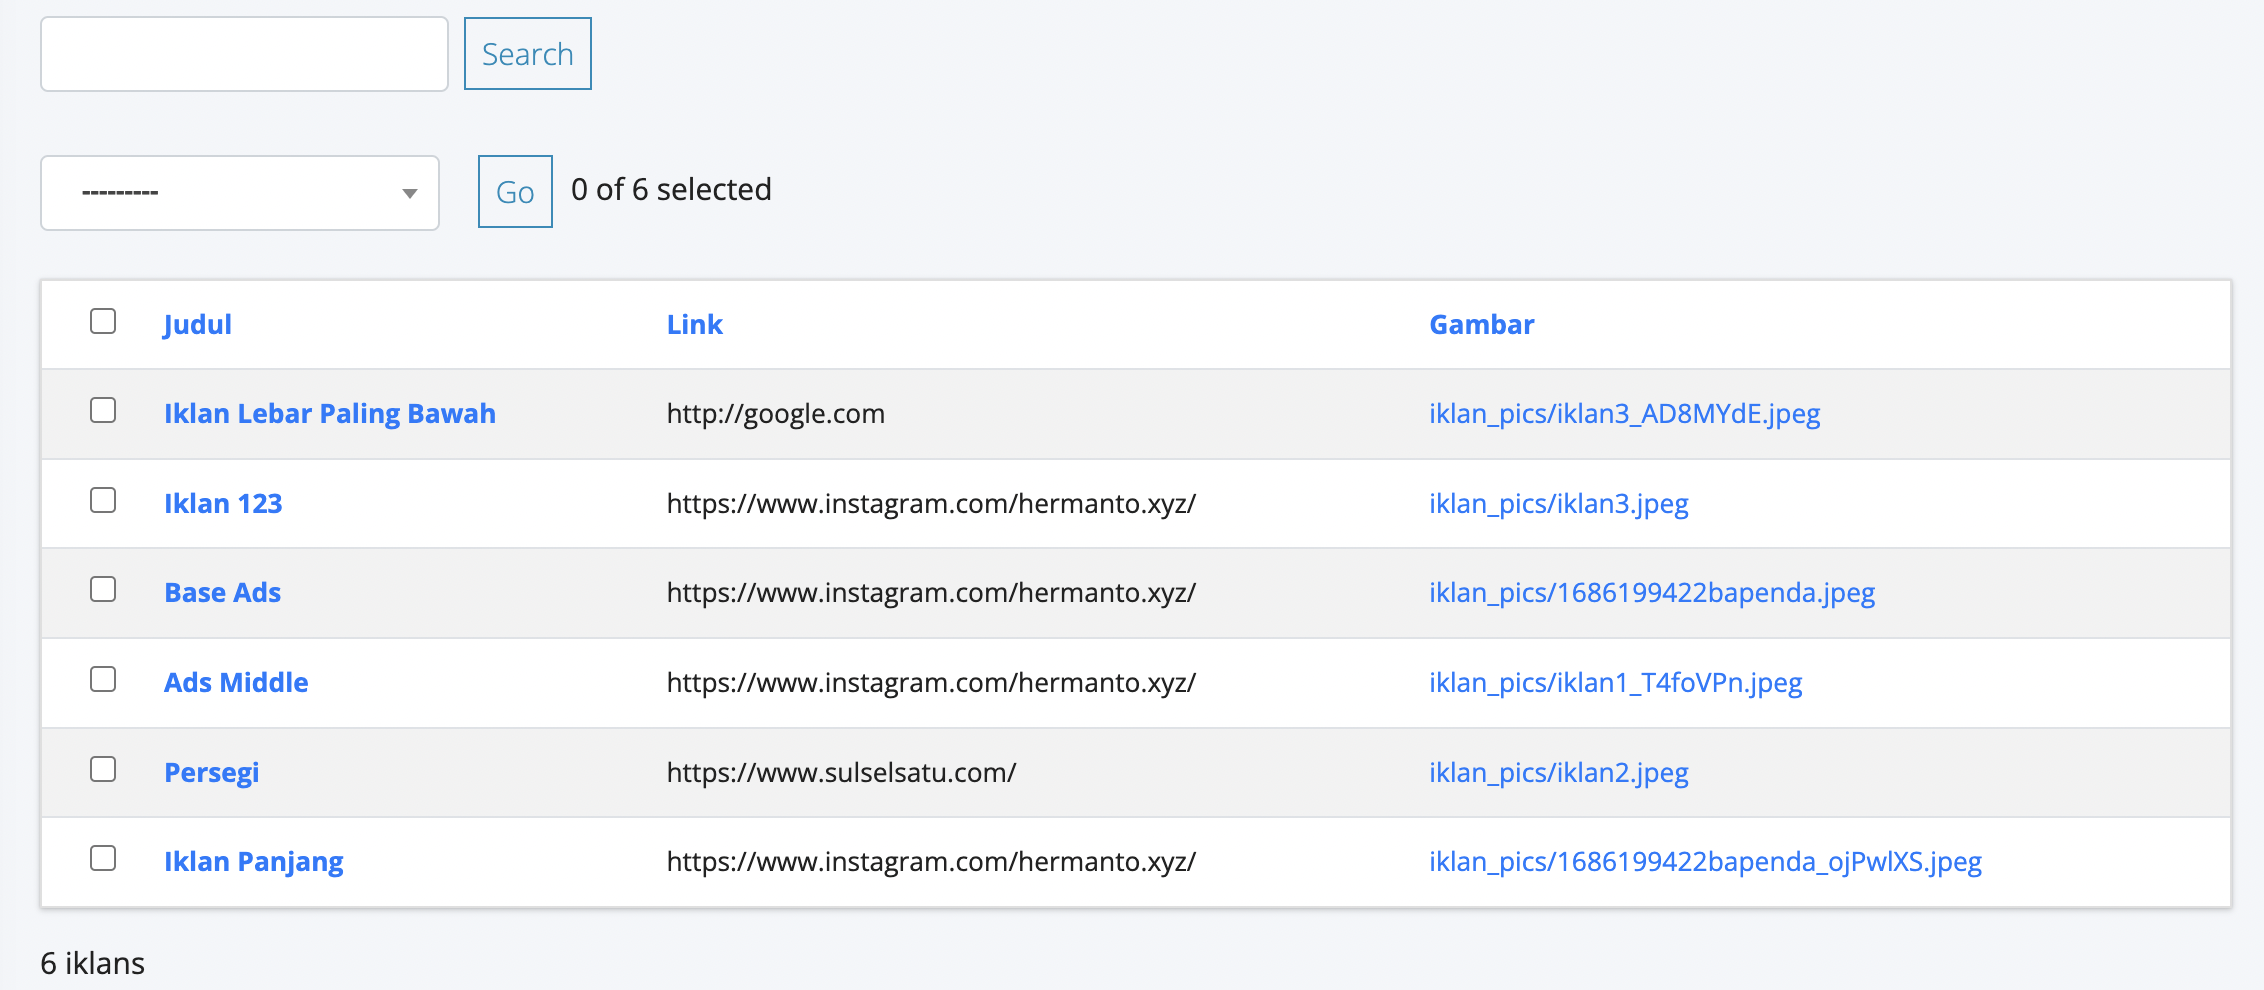 Search
---------
Go 0 of 6 selected
Judul Link Gambar
Iklan Lebar Paling Bawah http://google.com iklan_pics/iklan3_AD8MYdE.jpeg
Iklan 123 https://www.instagram.com/hermanto.xyz/ iklan_pics/iklan3.jpeg
Base Ads https://www.instagram.com/hermanto.xyz/ iklan_pics/1686199422bapenda.jpeg
Ads Middle https://www.instagram.com/hermanto.xyz/ iklan_pics/iklan1_T4foVPn.jpeg
Persegi https://www.sulselsatu.com/ iklan_pics/iklan2.jpeg
Iklan Panjang https://www.instagram.com/hermanto.xyz/ iklan_pics/1686199422bapenda_ojPwlXS.jpeg
6 iklans